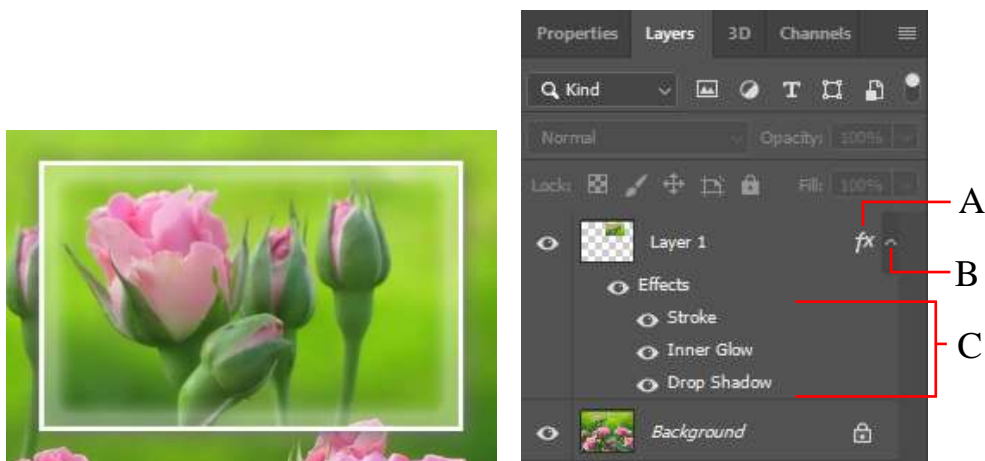 Properties Layers 3D Channels
Kind T
Normal Opacity: 100%
Lock: Fill: 100%
A
Layer 1 fx
B
Effects
Stroke
Inner Glow
C
Drop Shadow
Background